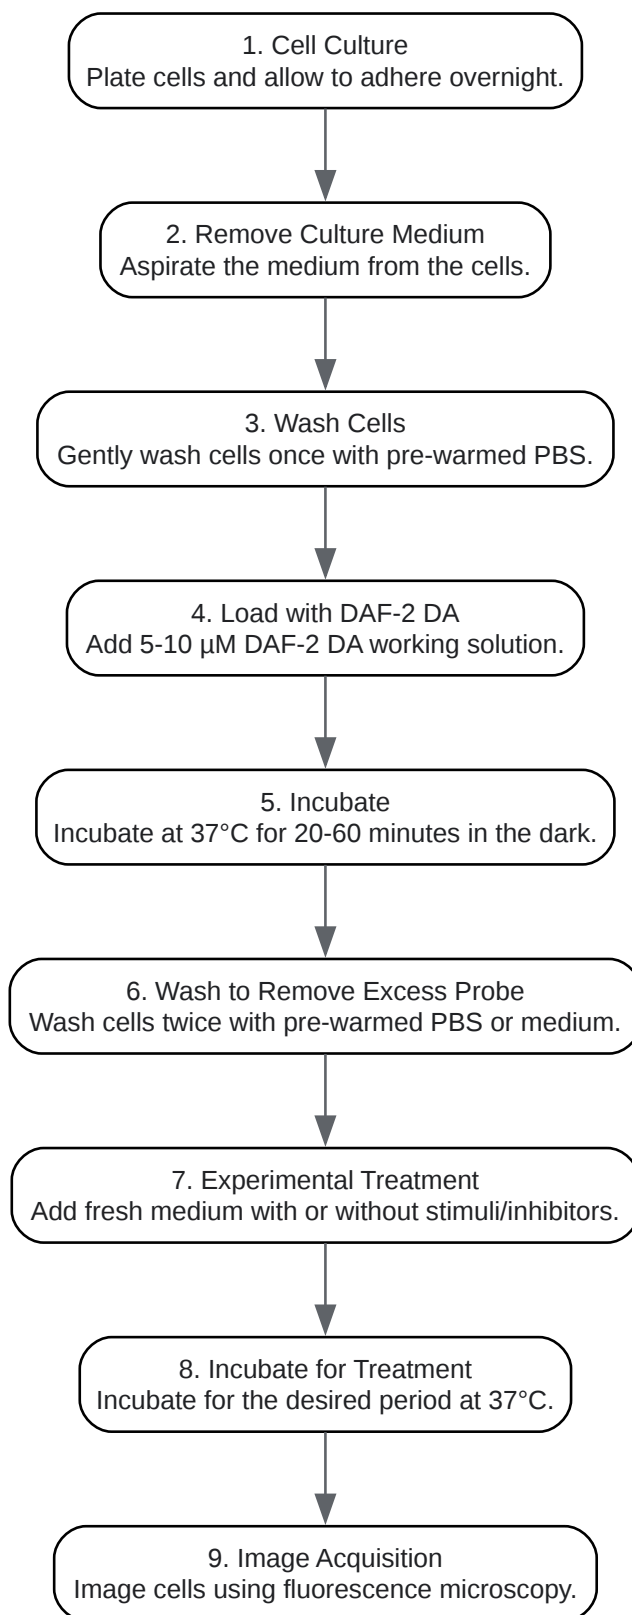 1. Cell Culture
Plate cells and allow to adhere overnight.
2. Remove Culture Medium
Aspirate the medium from the cells.
3. Wash Cells
Gently wash cells once with pre-warmed PBS.
4. Load with DAF-2 DA
Add 5-10 µM DAF-2 DA working solution.
5. Incubate
Incubate at 37°C for 20-60 minutes in the dark.
6. Wash to Remove Excess Probe
Wash cells twice with pre-warmed PBS or medium.
7. Experimental Treatment
Add fresh medium with or without stimuli/inhibitors.
8. Incubate for Treatment
Incubate for the desired period at 37°C.
9. Image Acquisition
Image cells using fluorescence microscopy.